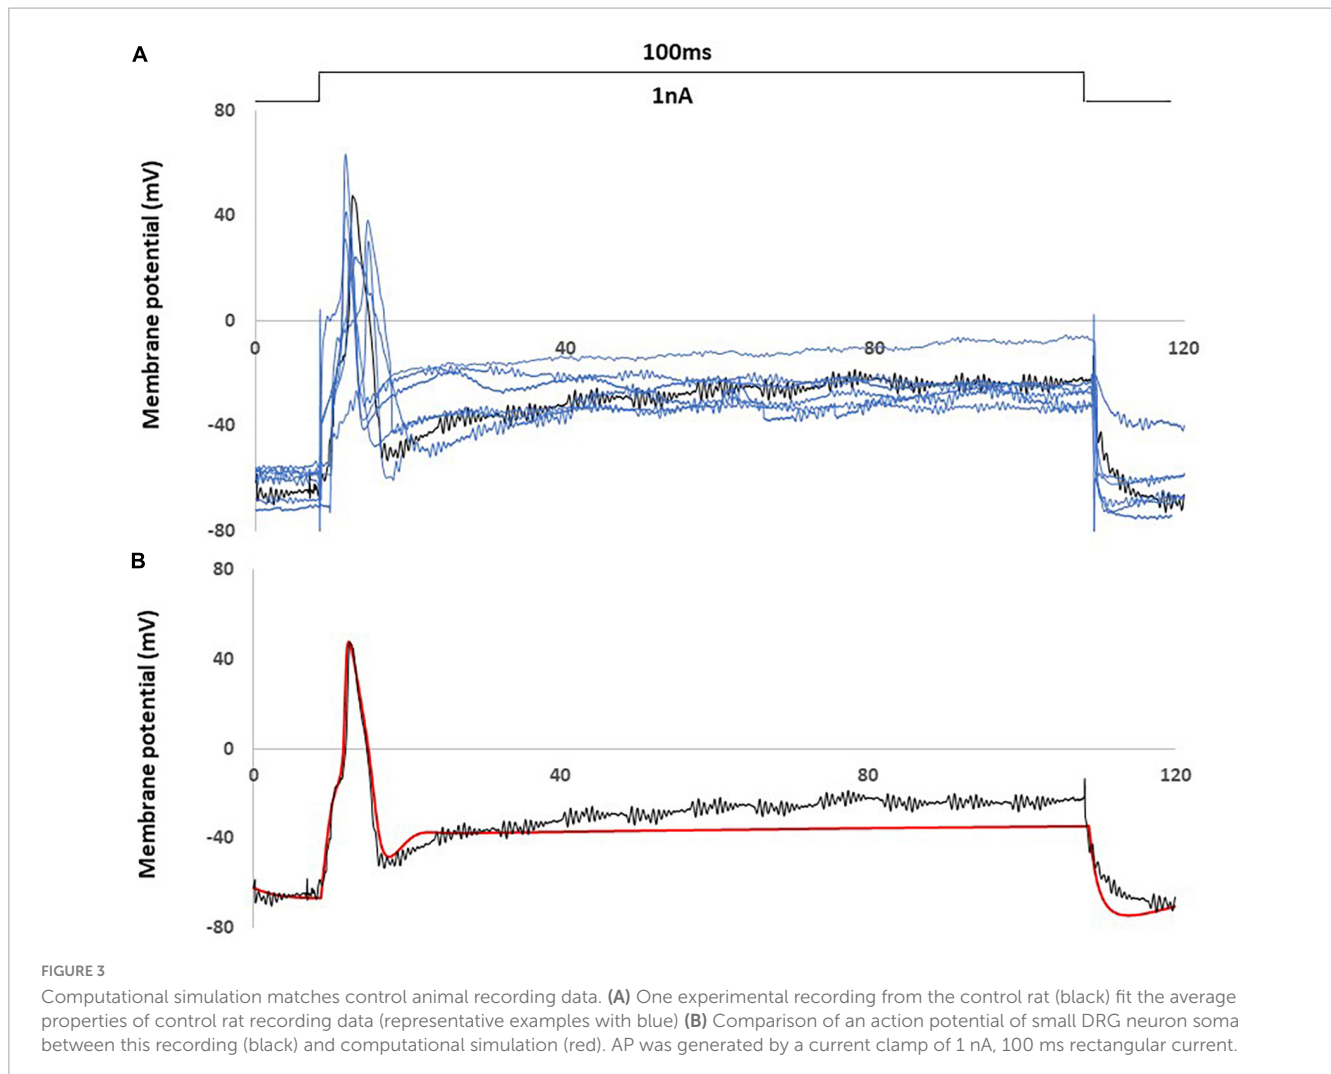 A
100ms
1nA
80
40
0
-40
-80
0 40 80 120
Membrane potential (mV)
B
80
40
0
-40
-80
0 40 80 120
Membrane potential (mV)
FIGURE 3
Computational simulation matches control animal recording data. (A) One experimental recording from the control rat (black) fit the average
properties of control rat recording data (representative examples with blue) (B) Comparison of an action potential of small DRG neuron soma
between this recording (black) and computational simulation (red). AP was generated by a current clamp of 1 nA, 100 ms rectangular current.